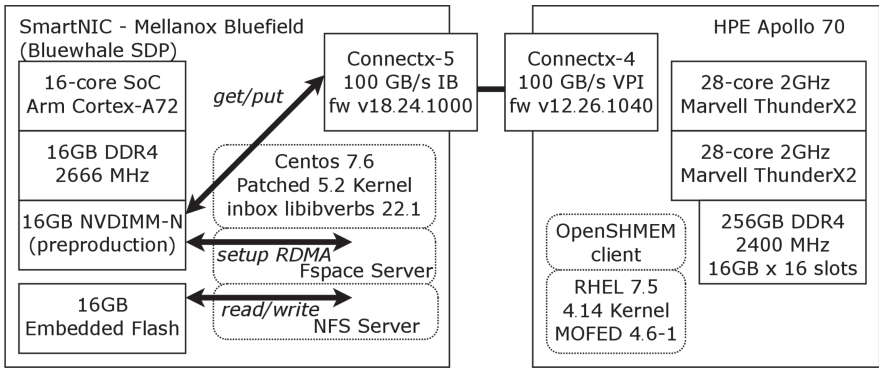 SmartNIC - Mellanox Bluefield
(Bluewhale SDP)
16-core SoC
Arm Cortex-A72
16GB DDR4
2666 MHz
16GB NVDIMM-N
(preproduction)
16GB
Embedded Flash
get/put
Connectx-5
100 GB/s IB
fw v18.24.1000
Centos 7.6
Patched 5.2 Kernel
inbox libibverbs 22.1
setup RDMA
Fspace Server
read/write
NFS Server
HPE Apollo 70
Connectx-4
100 GB/s VPI
fw v12.26.1040
28-core 2GHz
Marvell ThunderX2
28-core 2GHz
Marvell ThunderX2
256GB DDR4
2400 MHz
16GB x 16 slots
OpenSHMEM
client
RHEL 7.5
4.14 Kernel
MOFED 4.6-1